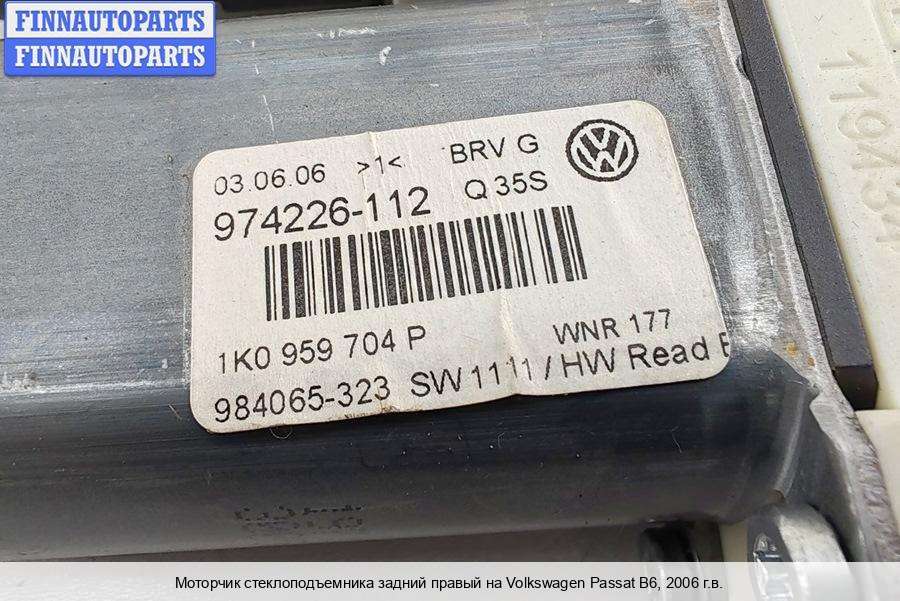 FINNAUTOPARTS
FINNAUTOPARTS
03.06.06 >1< BRV G
974226-112 Q 35S
1K0 959 704 P WNR 177
984065-323 SW 1111 / HW Read
Моторчик стеклоподъемника задний правый на Volkswagen Passat B6, 2006 г.в.